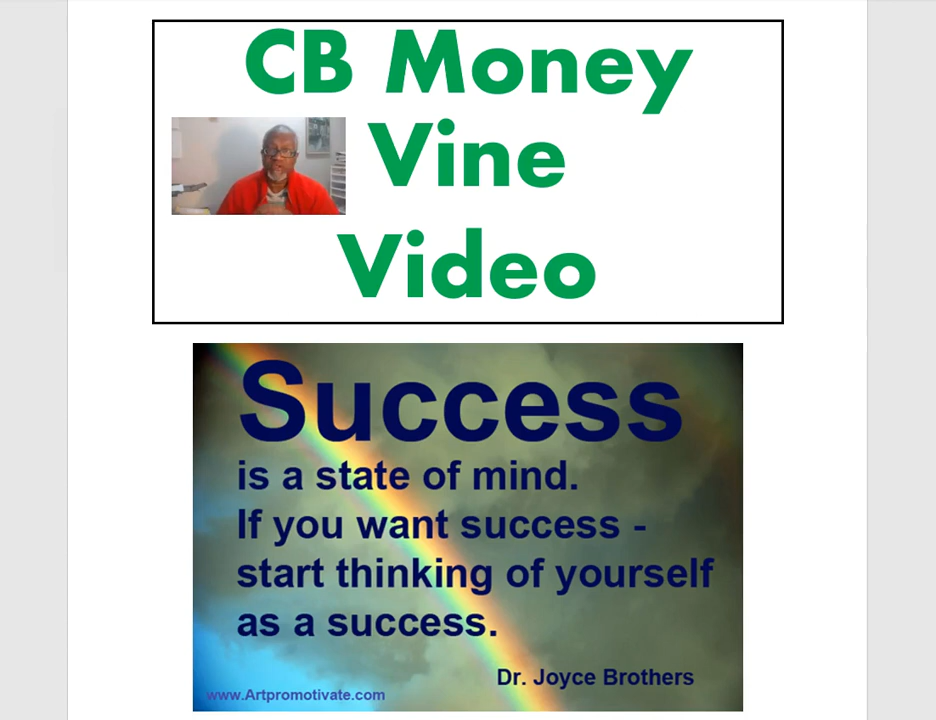 CB Money
Vine
Video
Success
is a state of mind.
If you want success -
start thinking of yourself
as a success.
Dr. Joyce Brothers
www.Artpromotivate.com